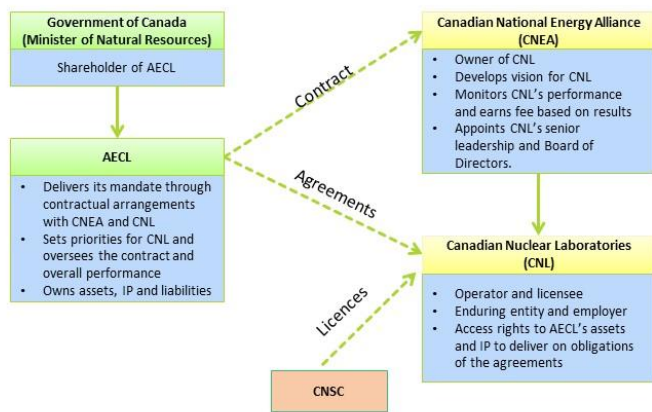 Government of Canada
(Minister of Natural Resources)
Shareholder of AECL
Contract
Canadian National Energy Alliance
(CNEA)
• Owner of CNL
• Develops vision for CNL
• Monitors CNL's performance
and earns fee based on results
• Appoints CNL's senior
leadership and Board of
Directors.
AECL
• Delivers its mandate through
contractual arrangements
with CNEA and CNL
• Sets priorities for CNL and
oversees the contract and
overall performance
• Owns assets, IP and liabilities
Agreements
Canadian Nuclear Laboratories
(CNL)
• Operator and licensee
• Enduring entity and employer
• Access rights to AECL's assets
and IP to deliver on obligations
of the agreements
Licences
CNSC